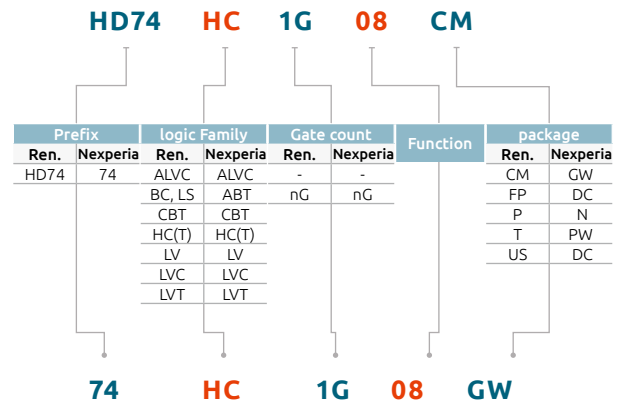 HD74 HC 1G 08 CM
Prefix logic Family Gate count Function package
Ren. Nexperia Ren. Nexperia Ren. Nexperia Ren. Nexperia
HD74 74 ALVC ALVC - - CM GW
BC, LS ABT nG nG FP DC
CBT CBT P N
HC(T) HC(T) T PW
LV LV US DC
LVC LVC
LVT LVT
74 HC 1G 08 GW